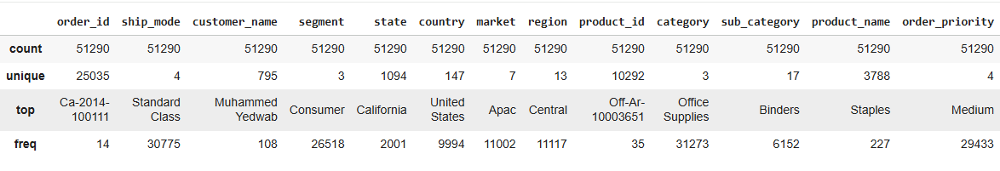 order_id ship_mode customer_name segment state country market region product_id category sub_category product_name order_priority
count 51290 51290 51290 51290 51290 51290 51290 51290 51290 51290 51290 51290 51290
unique 25035 4 795 3 1094 147 7 13 10292 3 17 3788 4
top Ca-2014-100111 Standard Class Muhammed Yedwab Consumer California United States Apac Central Off-Ar-10003651 Office Supplies Binders Staples Medium
freq 14 30775 108 26518 2001 9994 11002 11117 35 31273 6152 227 29433